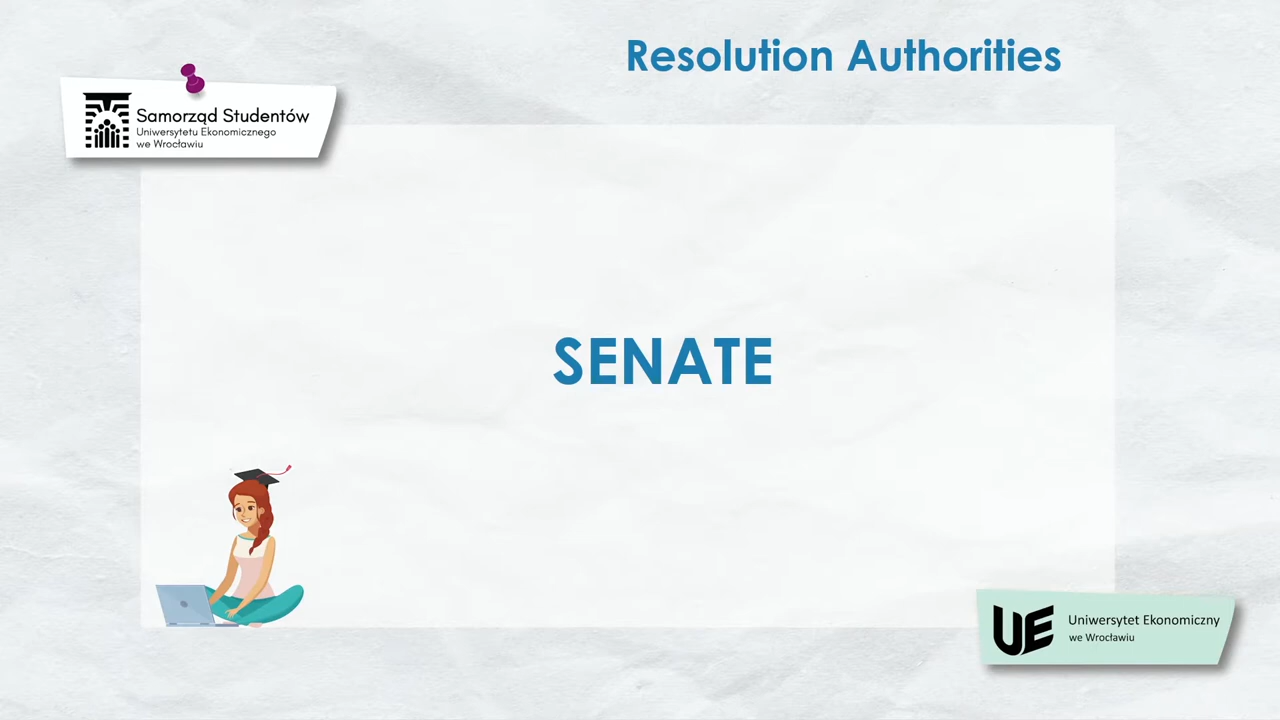 Resolution Authorities
Samorząd Studentów
Uniwersytetu Ekonomicznego
we Wrocławiu
SENATE
UE
Uniwersytet Ekonomiczny
we Wrocławiu